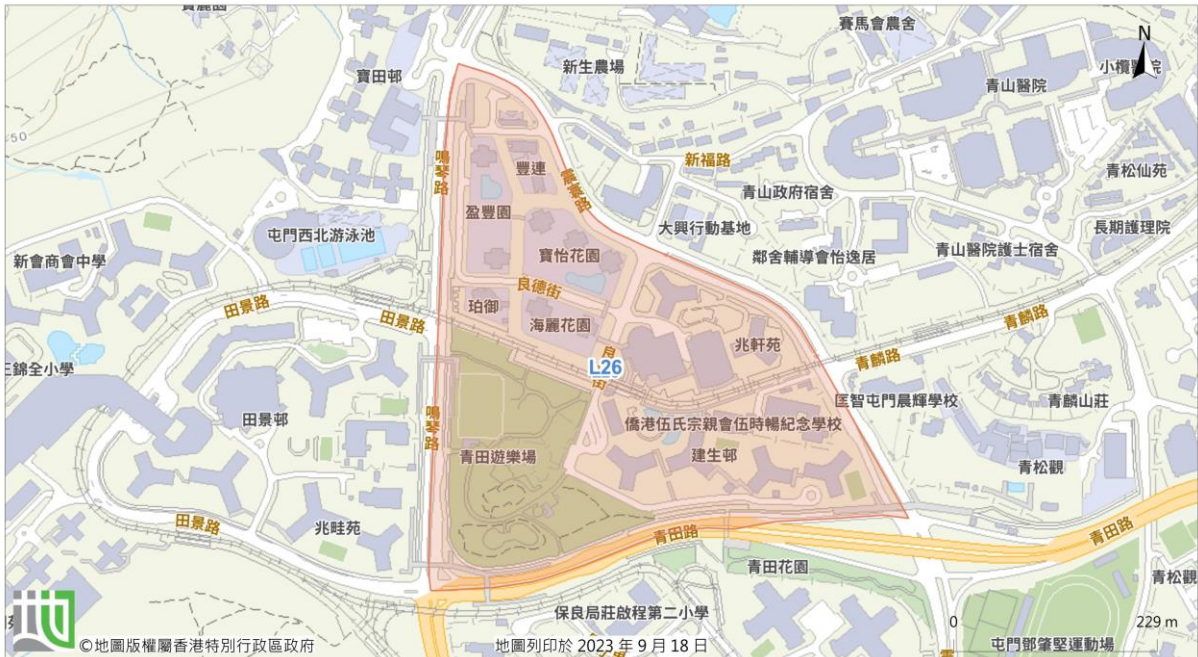 賽馬會農舍
N
寶田邨
新生農場
小欖醫院
青山醫院
50
新福路
豐連
鳴琴路
震寰路
青山政府宿舍
青松仙苑
盈豐園
大興行動基地
長期護理院
屯門西北游泳池
寶怡花園
鄰舍輔導會怡逸居
青山醫院護士宿舍
新會商會中學
良德街
田景路
田景路
珀御
海麗花園
青麟路
兆軒苑
青麟路
L26
王錦全小學
匡智屯門晨輝學校
青麟山莊
田景邨
鳴琴路
僑港伍氏宗親會伍時暢紀念學校
青田遊樂場
建生邨
青松觀
田景路
兆畦苑
青田路
青田路
青田花園
青松觀
保良局莊啟程第二小學
0
229 m
©地圖版權屬香港特別行政區政府
地圖列印於 2023 年 9 月 18 日
屯門鄧肇堅運動場